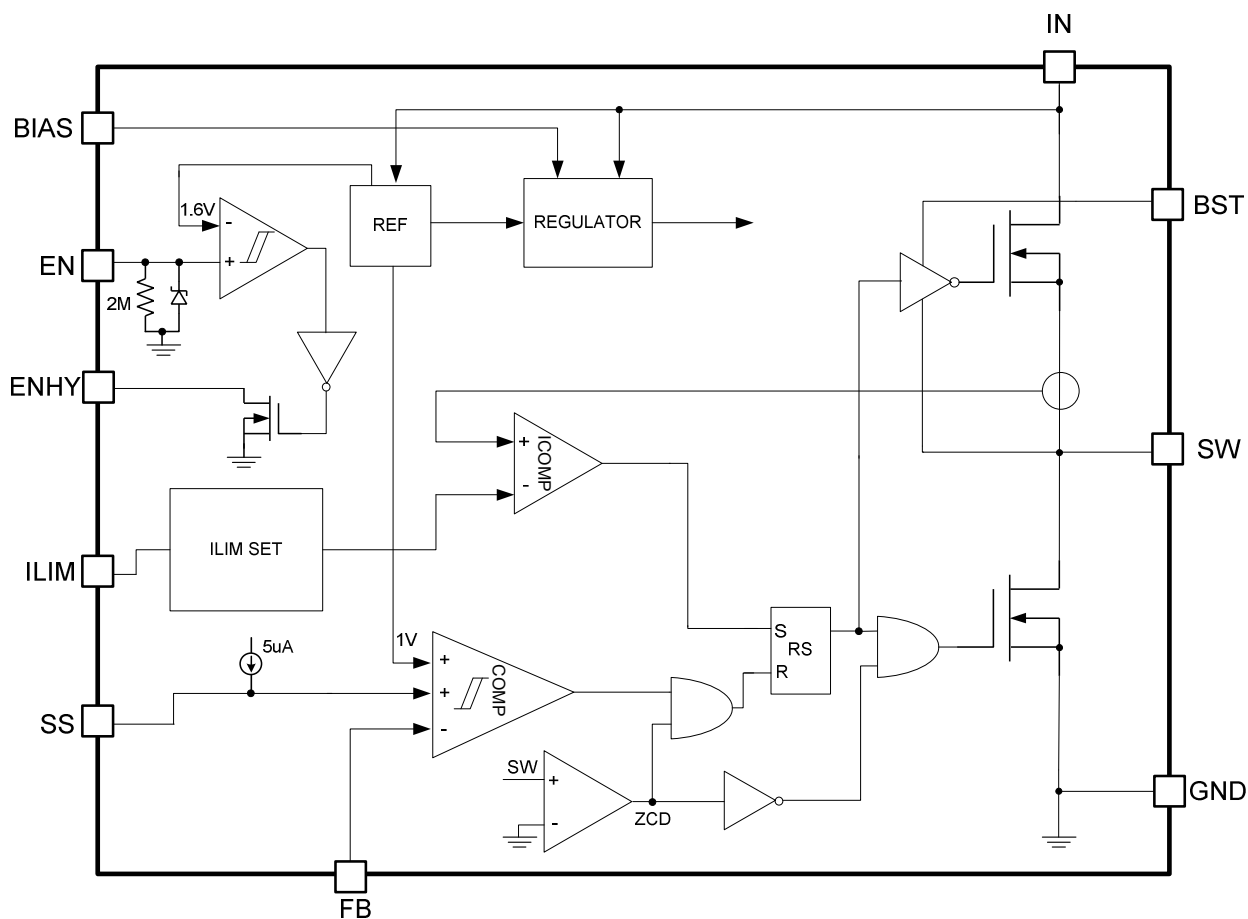 IN
BIAS
BST
1.6V
-
REF
REGULATOR
EN
+
2M
ENHY
+
ICOMP
-
SW
ILIM SET
ILIM
5uA
1V
S
RS
R
+
COMP
+
-
SS
SW
+
-
ZCD
GND
FB